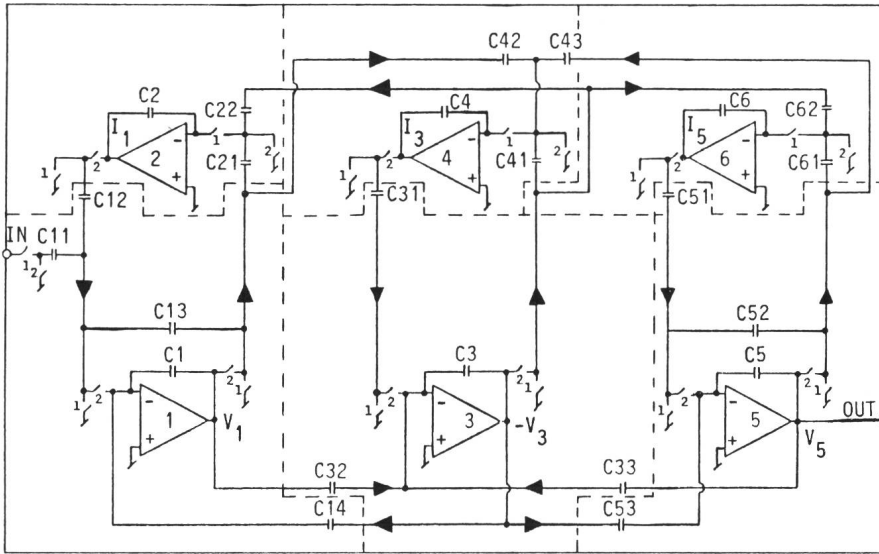 C42 C43
C2 C22 C4 C6 C62
I1 2 − + 1 2 I3 4 − + 1 2 I5 6 − + 1 2
C21 C41 C61
1 2 1 2 1 2
C12 C31 C51
IN C11
1 2
C13 C52
C1 C3 C5
2 2 1 2 2 1 2 2 1
1 − + 1 V1 1 − + 3 -V3 1 − + 5 V5 OUT
C32 C33
C14 C53